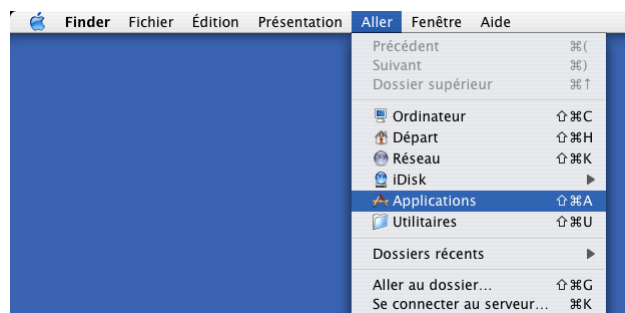 Finder Fichier Édition Présentation Aller Fenêtre Aide
Précédent ⌘(
Suivant ⌘)
Dossier supérieur ⌘↑
Ordinateur ⇧⌘C
Départ ⇧⌘H
Réseau ⇧⌘K
iDisk ▶
Applications ⇧⌘A
Utilitaires ⇧⌘U
Dossiers récents ▶
Aller au dossier... ⇧⌘G
Se connecter au serveur... ⌘K